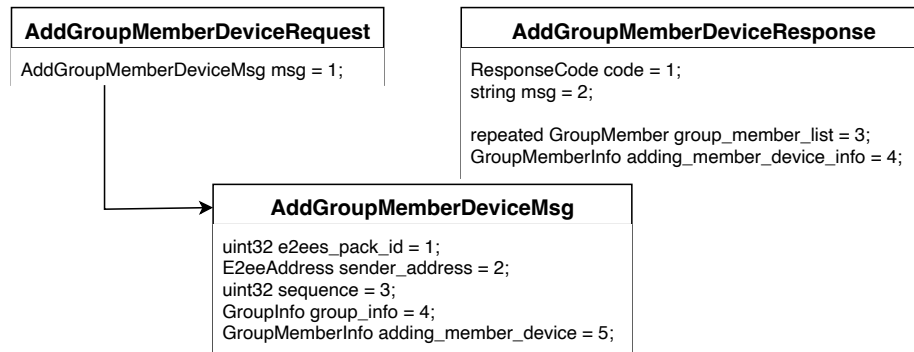 AddGroupMemberDeviceRequest
AddGroupMemberDeviceMsg msg = 1;
AddGroupMemberDeviceResponse
ResponseCode code = 1;
string msg = 2;
repeated GroupMember group_member_list = 3;
GroupMemberInfo adding_member_device_info = 4;
AddGroupMemberDeviceMsg
uint32 e2ees_pack_id = 1;
E2eeAddress sender_address = 2;
uint32 sequence = 3;
GroupInfo group_info = 4;
GroupMemberInfo adding_member_device = 5;